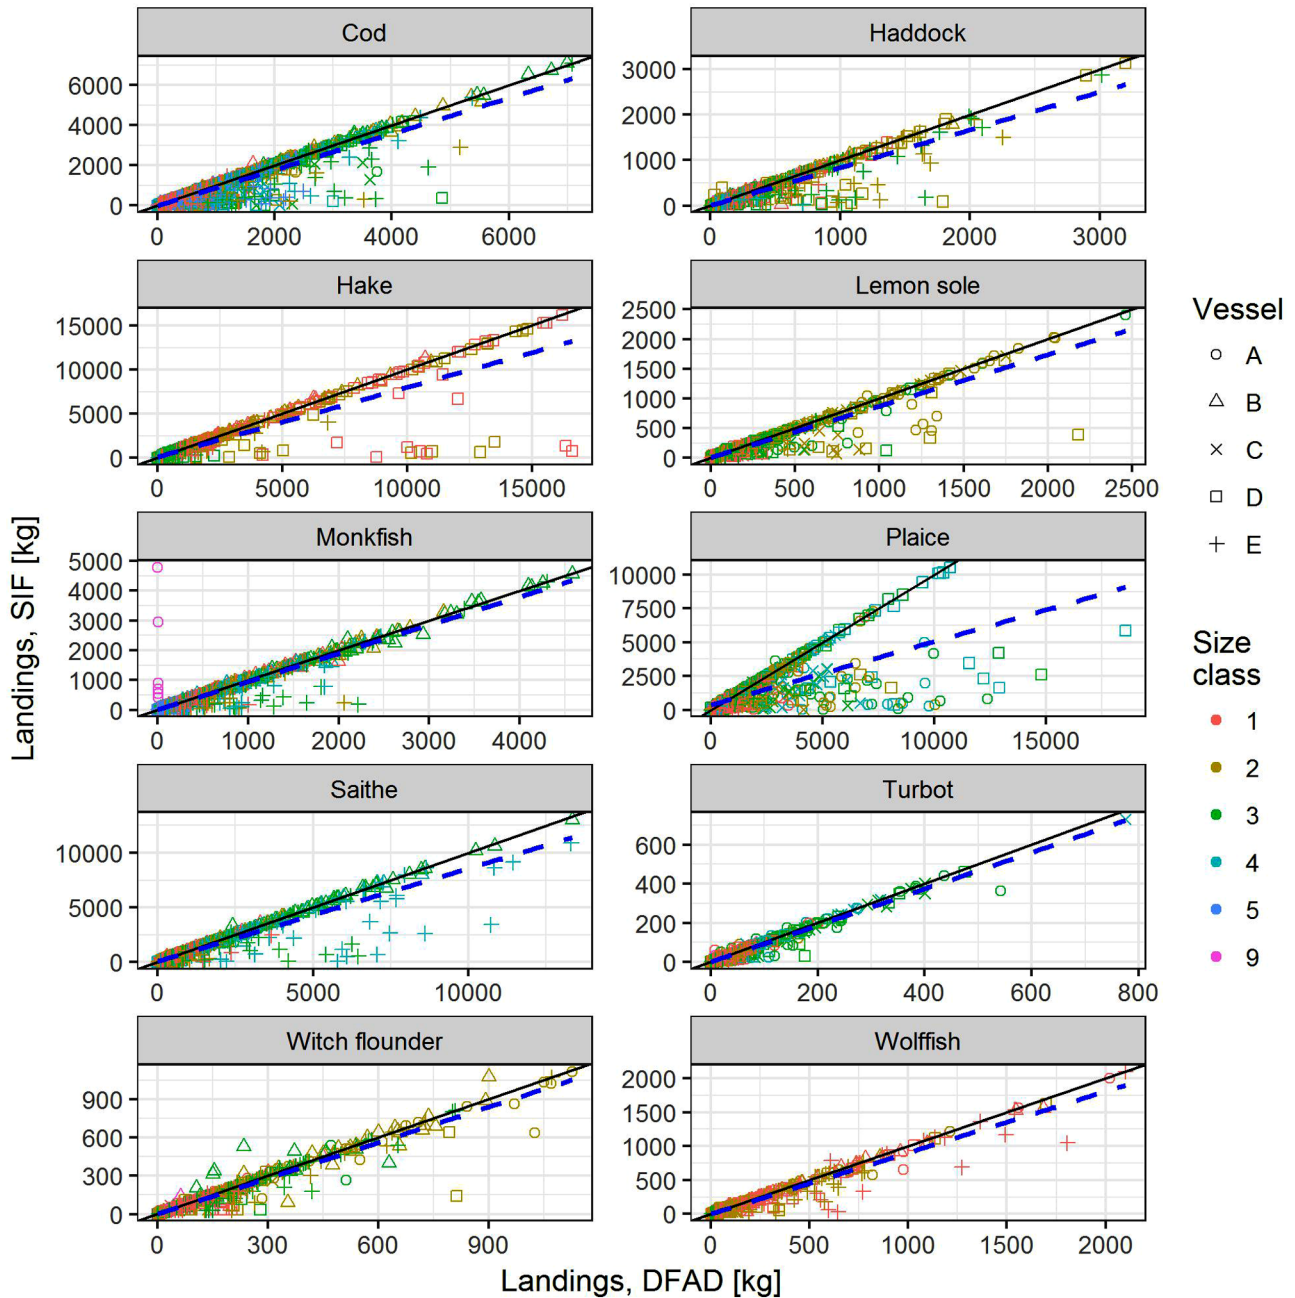 Cod
Haddock
6000
4000
2000
0
0 2000 4000 6000
3000
2000
1000
0
0 1000 2000 3000
Hake
Lemon sole
15000
10000
5000
0
0 5000 10000 15000
2500
2000
1500
1000
500
0
0 500 1000 1500 2000 2500
Monkfish
Plaice
5000
4000
3000
2000
1000
0
0 1000 2000 3000 4000
10000
7500
5000
2500
0
0 5000 10000 15000
Saithe
Turbot
10000
5000
0
0 5000 10000
600
400
200
0
0 200 400 600 800
Witch flounder
Wolffish
900
600
300
0
0 300 600 900
2000
1500
1000
500
0
0 500 1000 1500 2000
Landings, SIF [kg]
Landings, DFAD [kg]
Vessel
A
B
C
D
E
Size
class
1
2
3
4
5
9